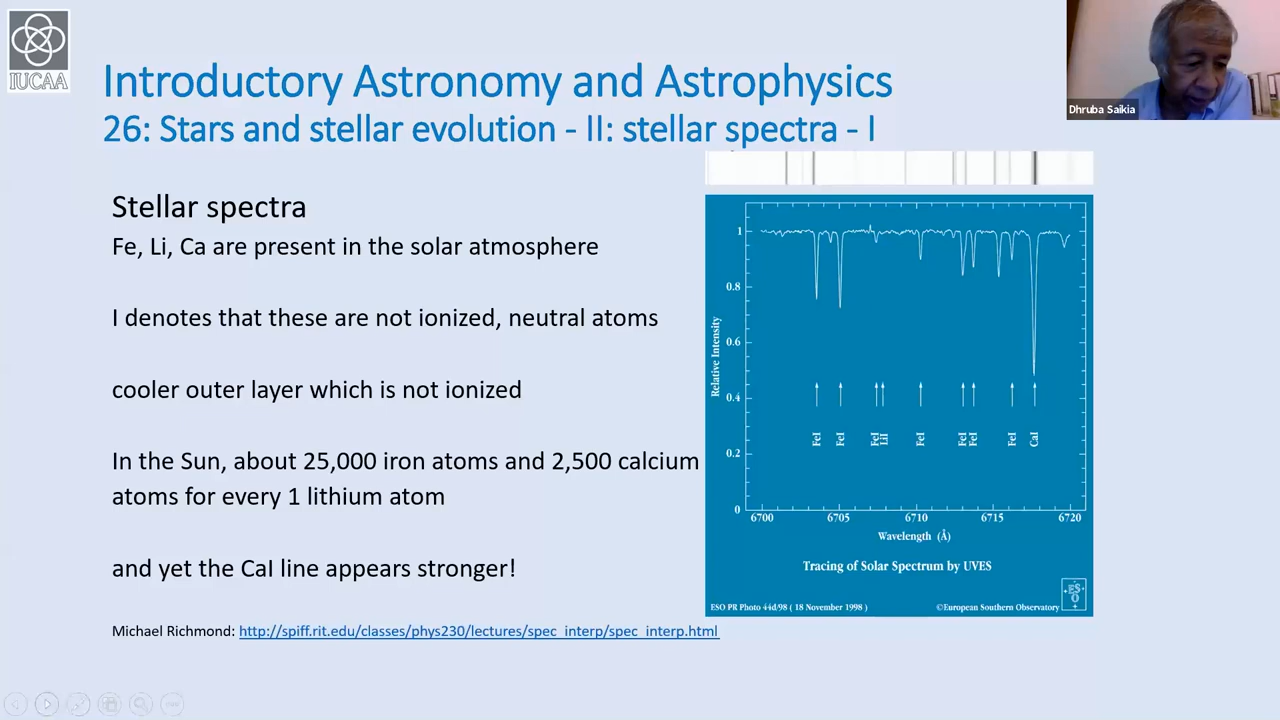 IUCAA
Introductory Astronomy and Astrophysics
26: Stars and stellar evolution - II: stellar spectra - I
Dhruba Saikia
Stellar spectra
Fe, Li, Ca are present in the solar atmosphere
I denotes that these are not ionized, neutral atoms
cooler outer layer which is not ionized
In the Sun, about 25,000 iron atoms and 2,500 calcium
atoms for every 1 lithium atom
and yet the CaI line appears stronger!
Michael Richmond: http://spiff.rit.edu/classes/phys230/lectures/spec_interp/spec_interp.html
Relative Intensity
1
0.8
0.6
0.4
0.2
0
FeI FeI FeI LiI FeI FeI FeI FeI CaI
6700 6705 6710 6715 6720
Wavelength (Å)
Tracing of Solar Spectrum by UVES
ESO PR Photo 44d/98 ( 18 November 1998 )
©European Southern Observatory
ESO